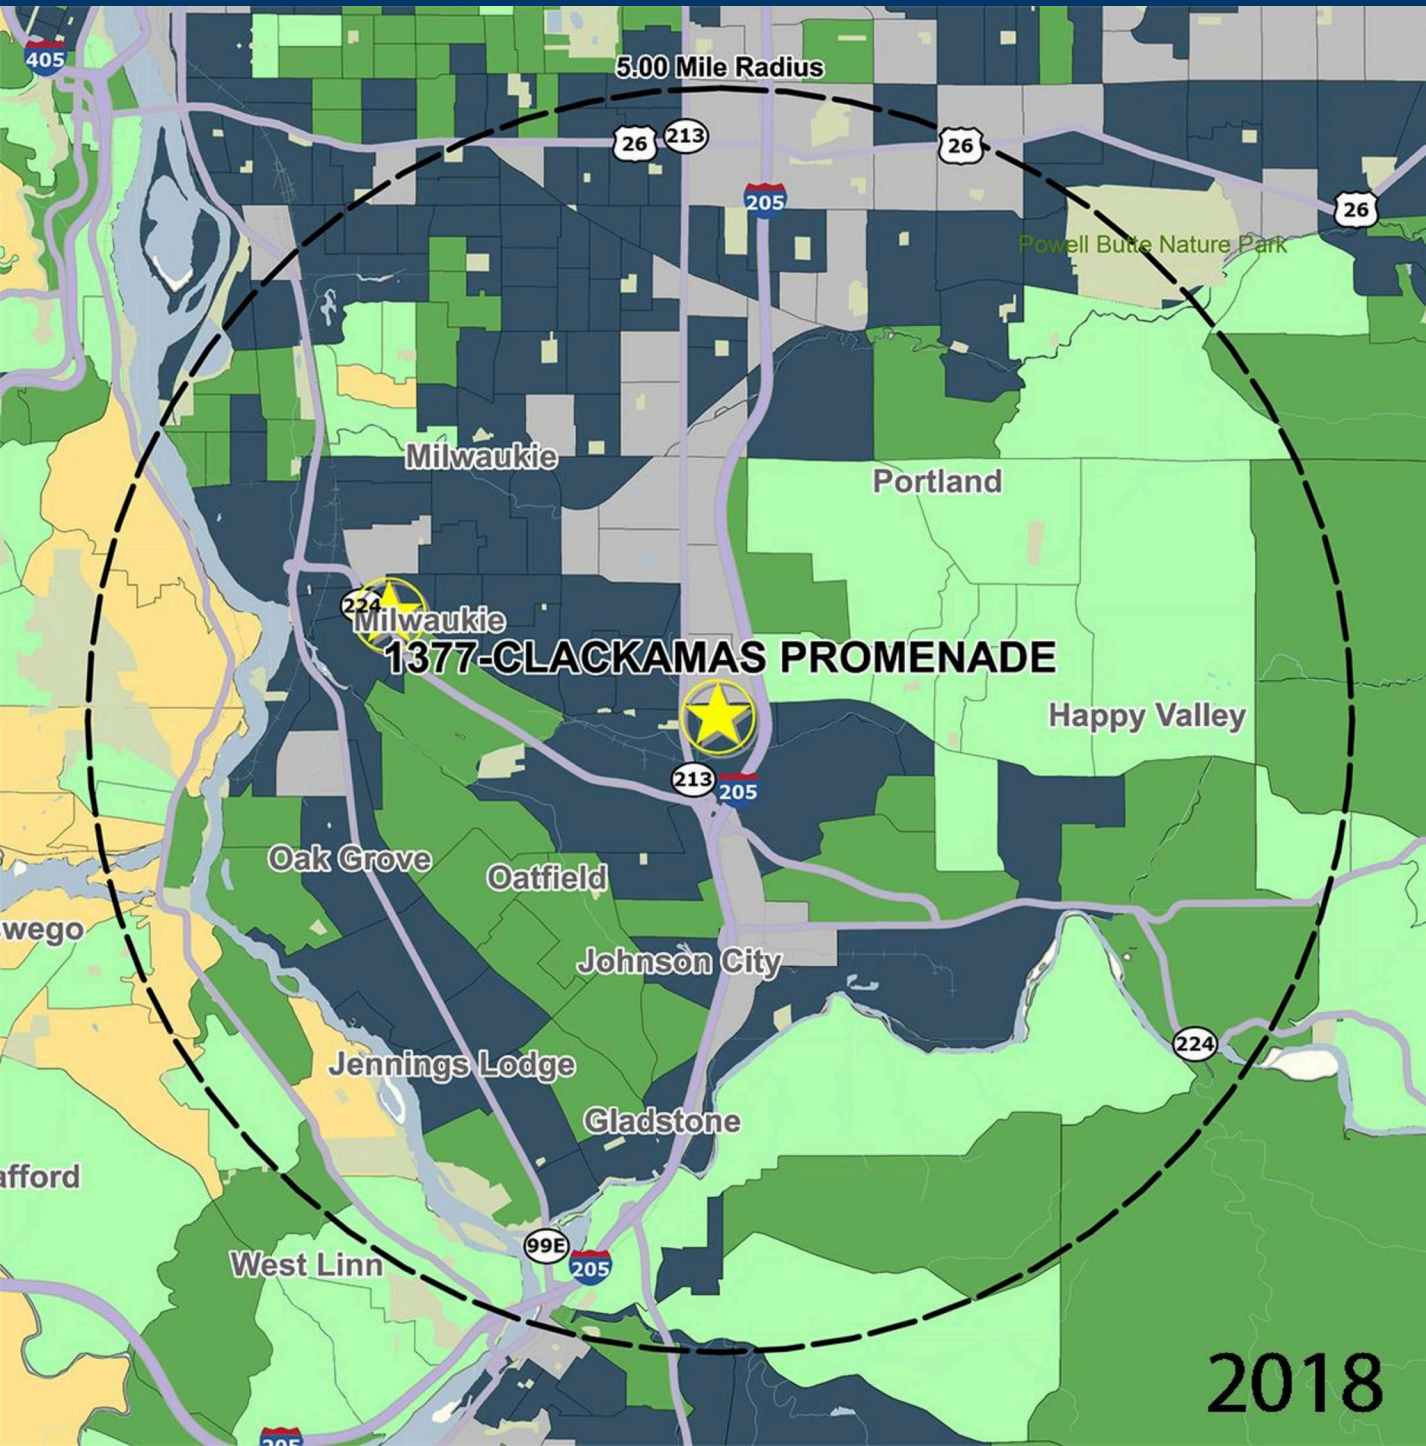 405
5.00 Mile Radius
26
213
26
205
26
Powell Butte Nature Park
Milwaukie
Portland
224
Milwaukie
1377-CLACKAMAS PROMENADE
Happy Valley
213
205
Oak Grove
Oatfield
wego
Johnson City
224
Jennings Lodge
Gladstone
afford
99E
West Linn
205
2018
205